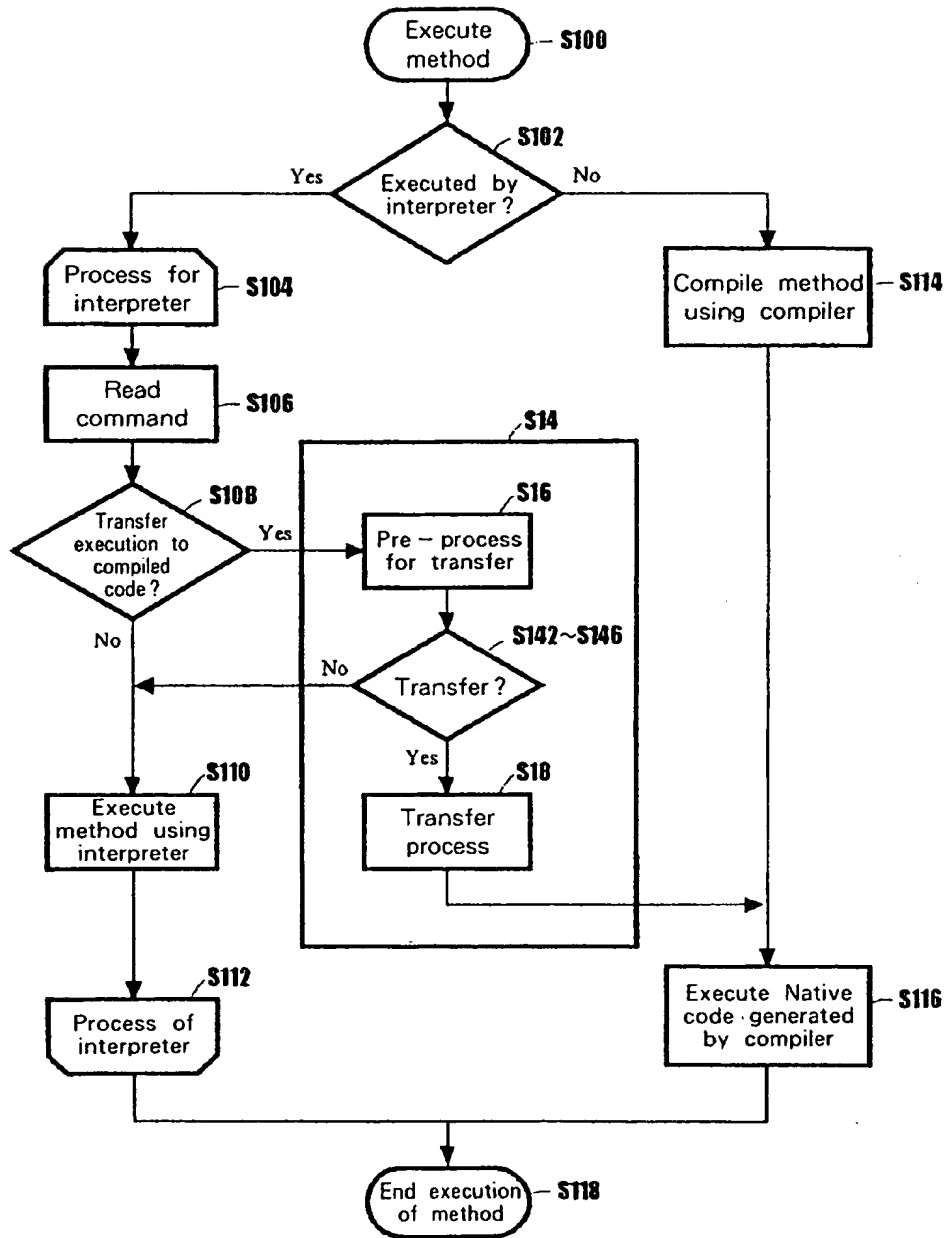 Execute
method
S100
S102
Yes
Executed by
interpreter?
No
Process for
interpreter
S104
Compile method
using compiler
S114
Read
command
S106
S14
S108
Transfer
execution to
compiled
code?
Yes
S16
Pre-process
for transfer
No
S142~S146
No
Transfer?
Yes
S110
Execute
method using
interpreter
S18
Transfer
process
S112
Process of
interpreter
Execute Native
code generated
by compiler
S116
End execution
of method
S118